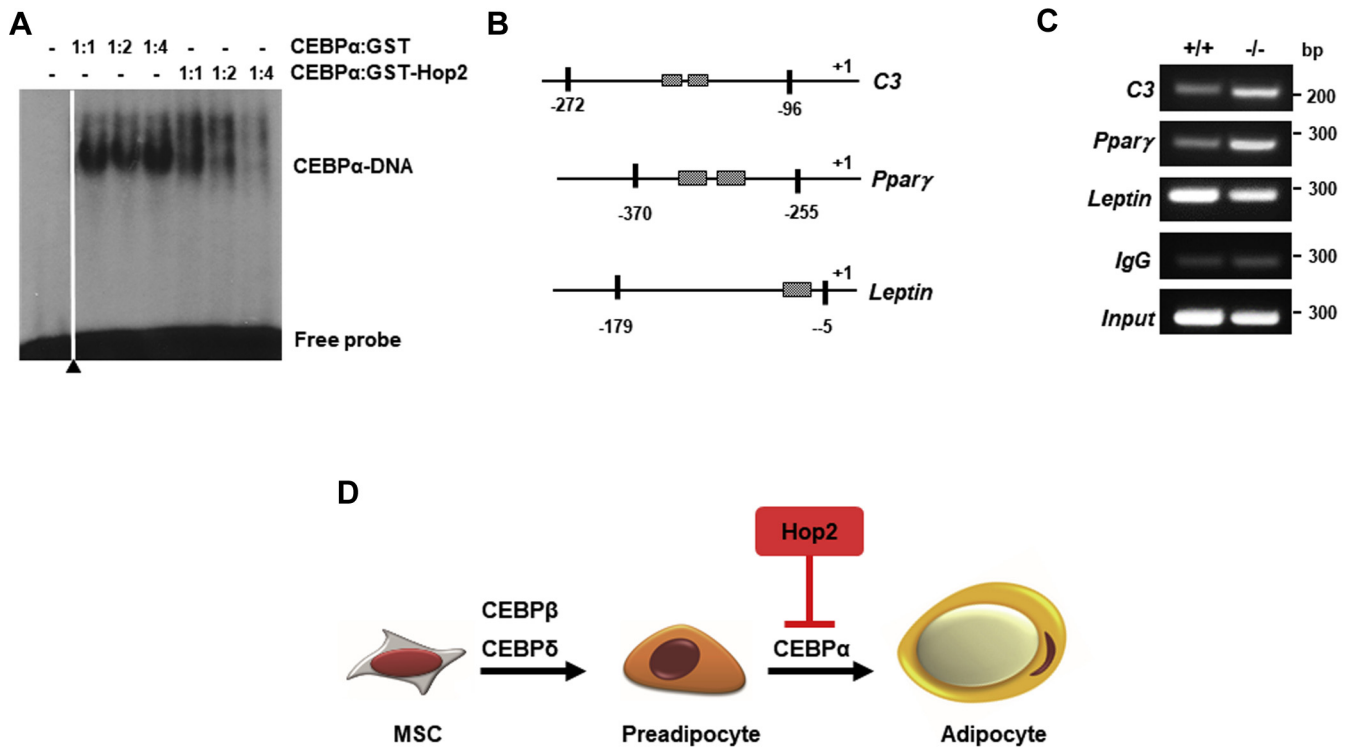 A
- 1:1 1:2 1:4 - - - CEBPα:GST
- - - - 1:1 1:2 1:4 CEBPα:GST-Hop2
CEBPα-DNA
Free probe
B
+1
C3
-272
-96
+1
Pparγ
-370
-255
+1
Leptin
-179
--5
C
+/+ -/- bp
C3
- 200
Pparγ
- 300
Leptin
- 300
IgG
- 300
Input
- 300
D
Hop2
CEBPβ
CEBPδ
CEBPα
MSC
Preadipocyte
Adipocyte